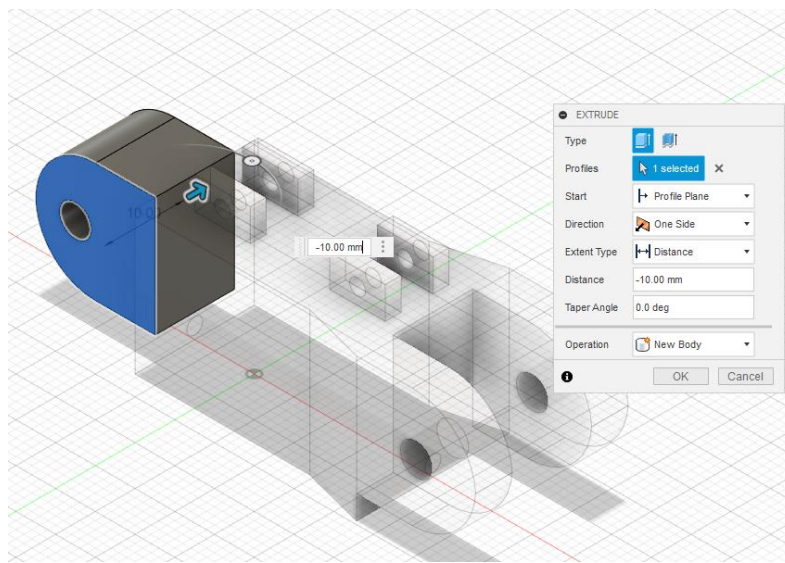 EXTRUDE
Type
Profiles 1 selected
Start Profile Plane
Direction One Side
Extent Type Distance
Distance -10.00 mm
Taper Angle 0.0 deg
Operation New Body
OK Cancel
10.00
-10.00 mm